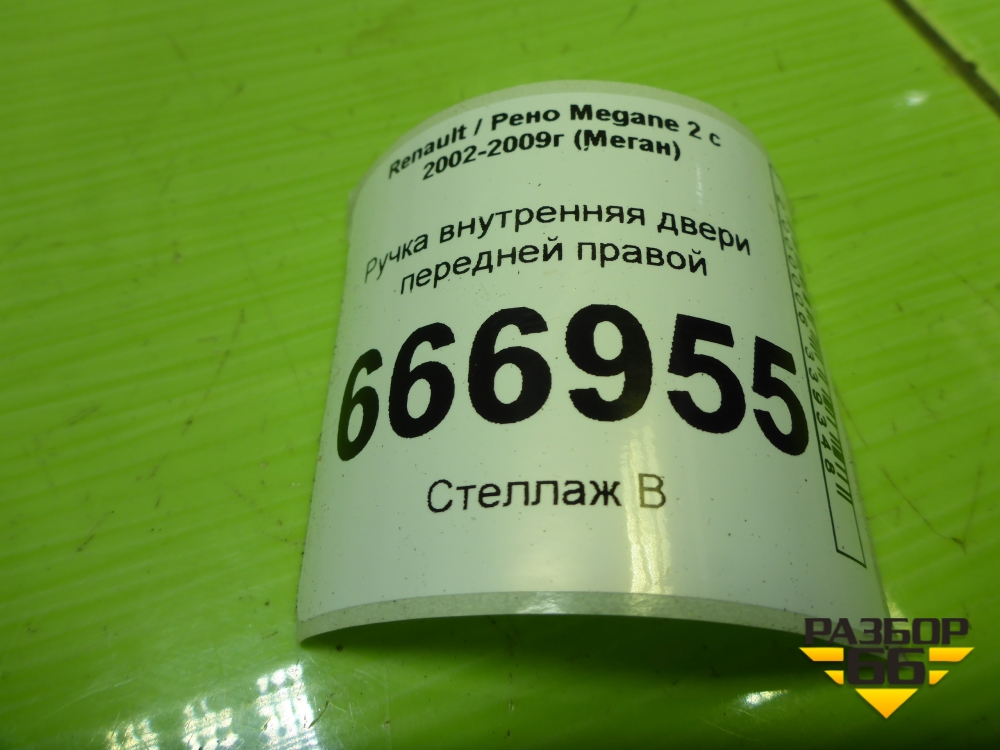 Renault / Рено Megane 2 с
2002-2009г (Меган)
Ручка внутренняя двери
передней правой
666955
Стеллаж В
РАЗБОР
66